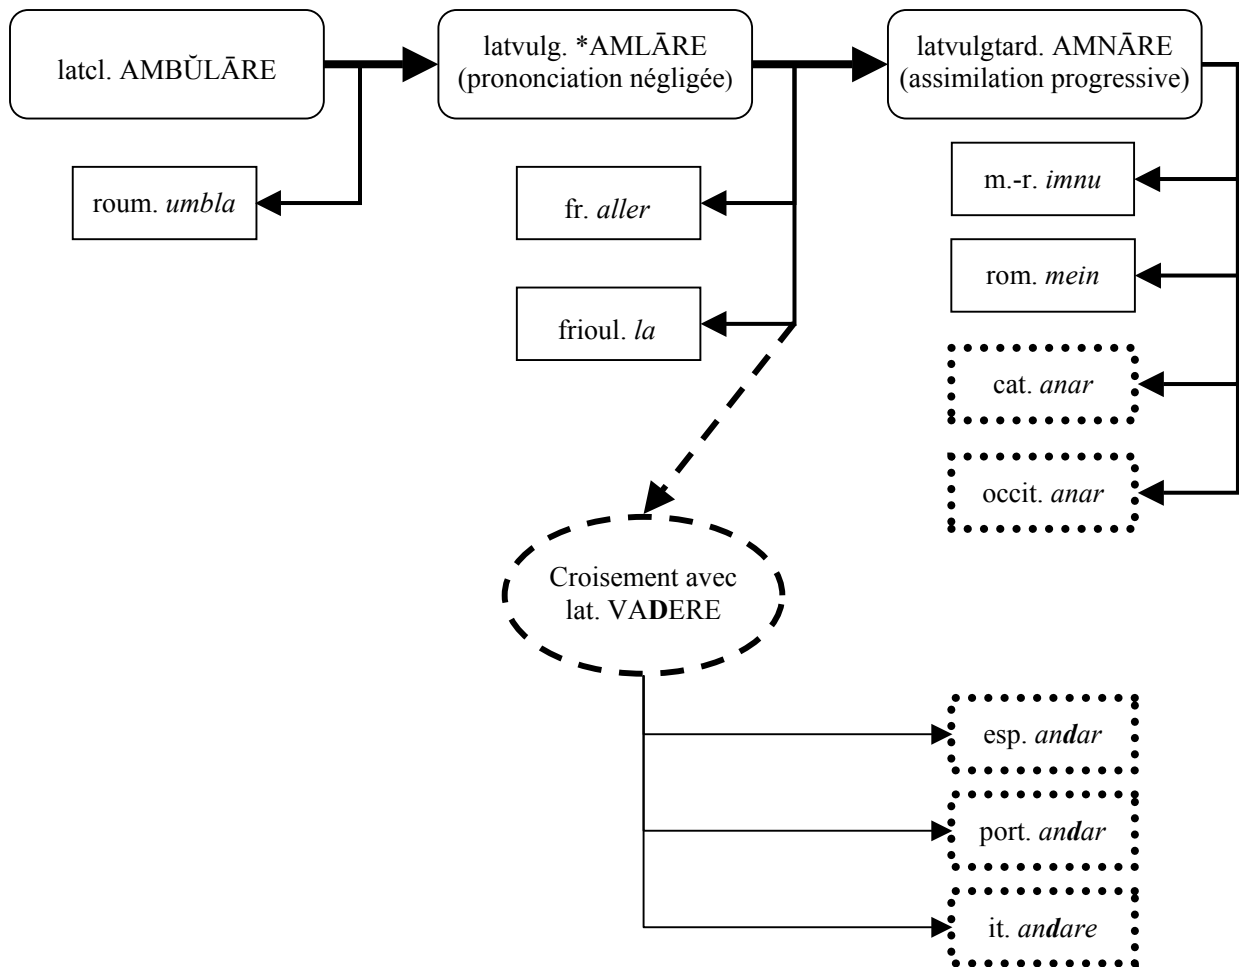 latcl. AMBŬLĀRE
latvulg. *AMLĀRE
(prononciation négligée)
latvulgtard. AMNĀRE
(assimilation progressive)
roum. umbla
fr. aller
frioul. la
m.-r. imnu
rom. mein
cat. anar
occit. anar
Croisement avec
lat. VADERE
esp. andar
port. andar
it. andare